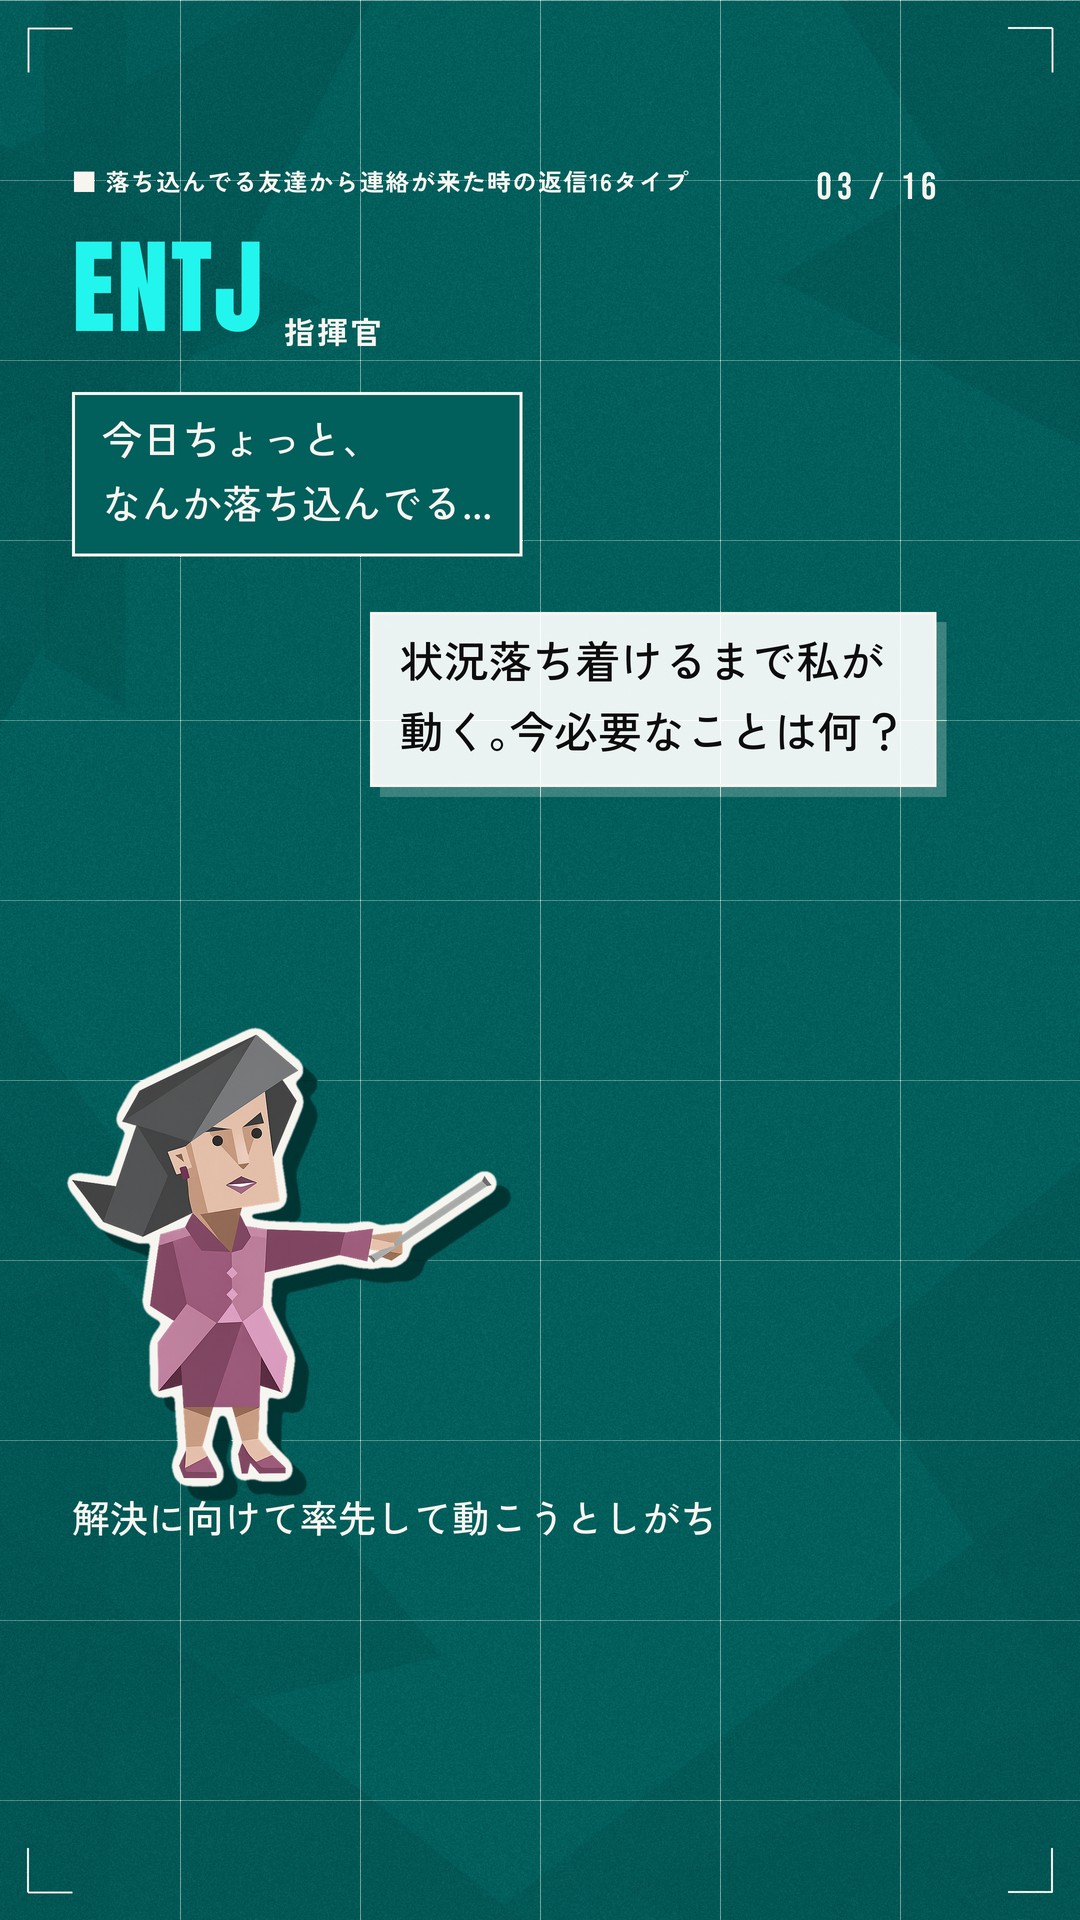 ■ 落ち込んでる友達から連絡が来た時の返信16タイプ
03 / 16
ENTJ 指揮官
今日ちょっと、
なんか落ち込んでる…
状況落ち着けるまで私が
動く。今必要なことは何？
解決に向けて率先して動こうとしがち